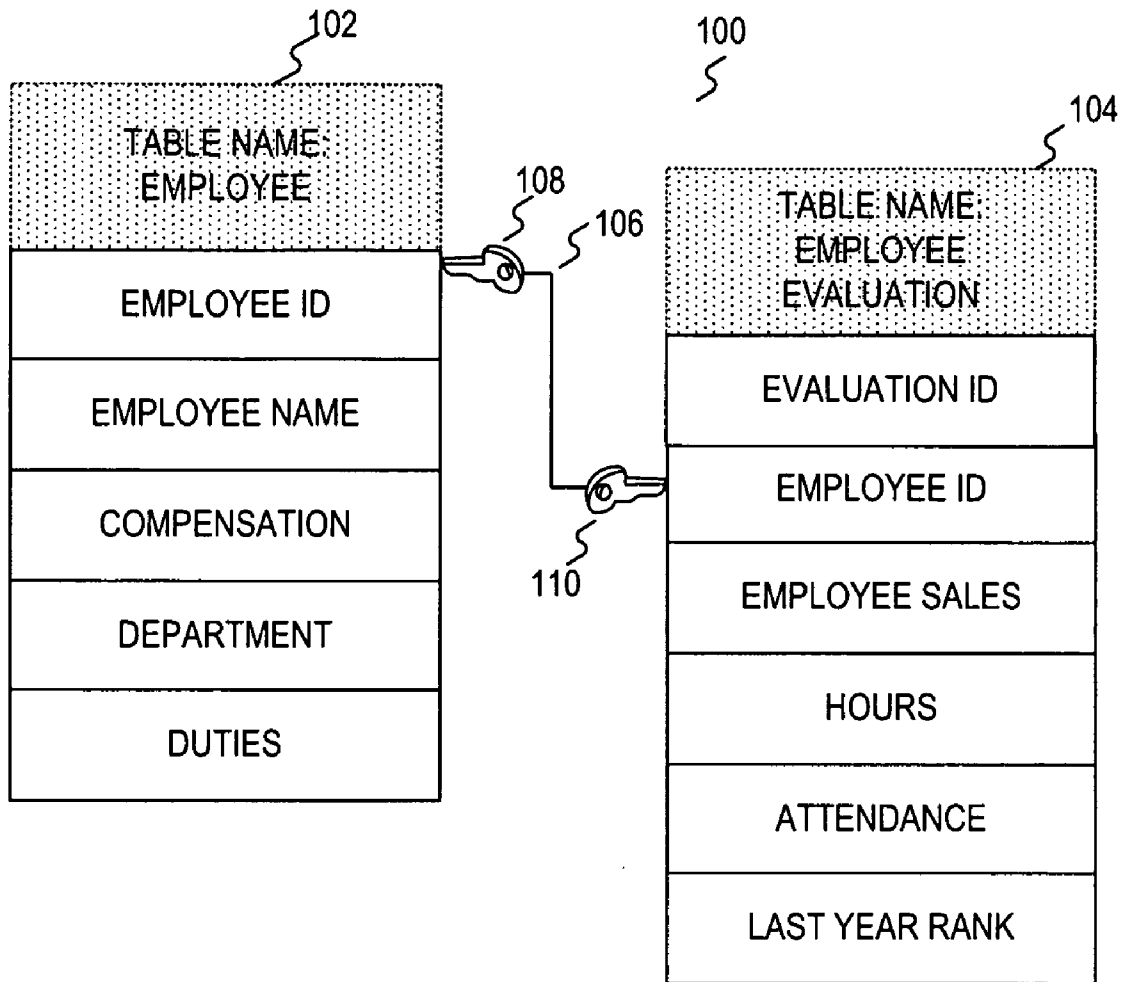 102
100
104
TABLE NAME:
EMPLOYEE
EMPLOYEE ID
EMPLOYEE NAME
COMPENSATION
DEPARTMENT
DUTIES
108
106
110
TABLE NAME:
EMPLOYEE
EVALUATION
EVALUATION ID
EMPLOYEE ID
EMPLOYEE SALES
HOURS
ATTENDANCE
LAST YEAR RANK